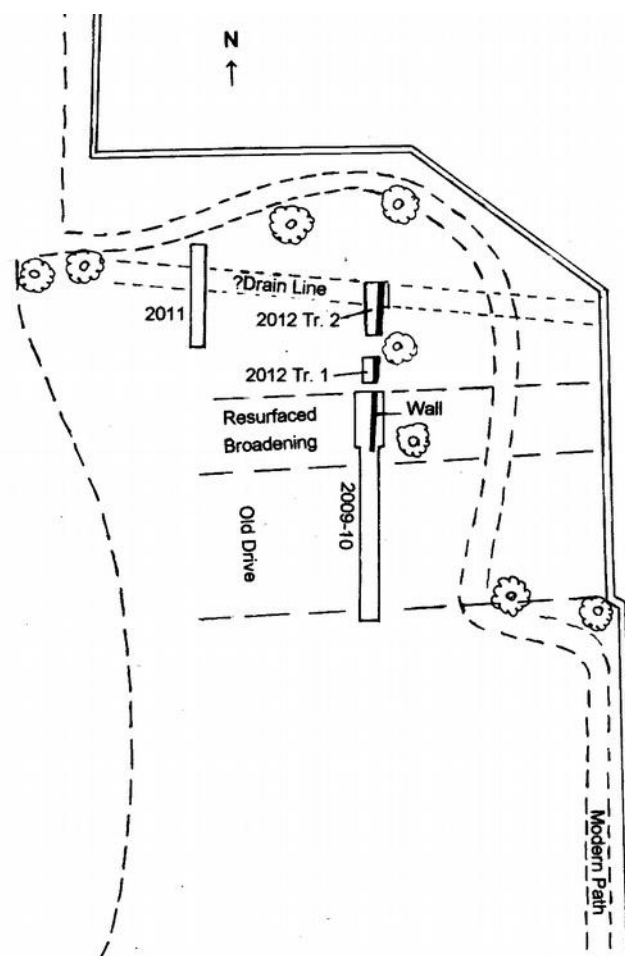 N
?Drain Line
2011
2012 Tr. 2
2012 Tr. 1
Resurfaced
Broadening
Wall
2009-10
Old Drive
Modern Path